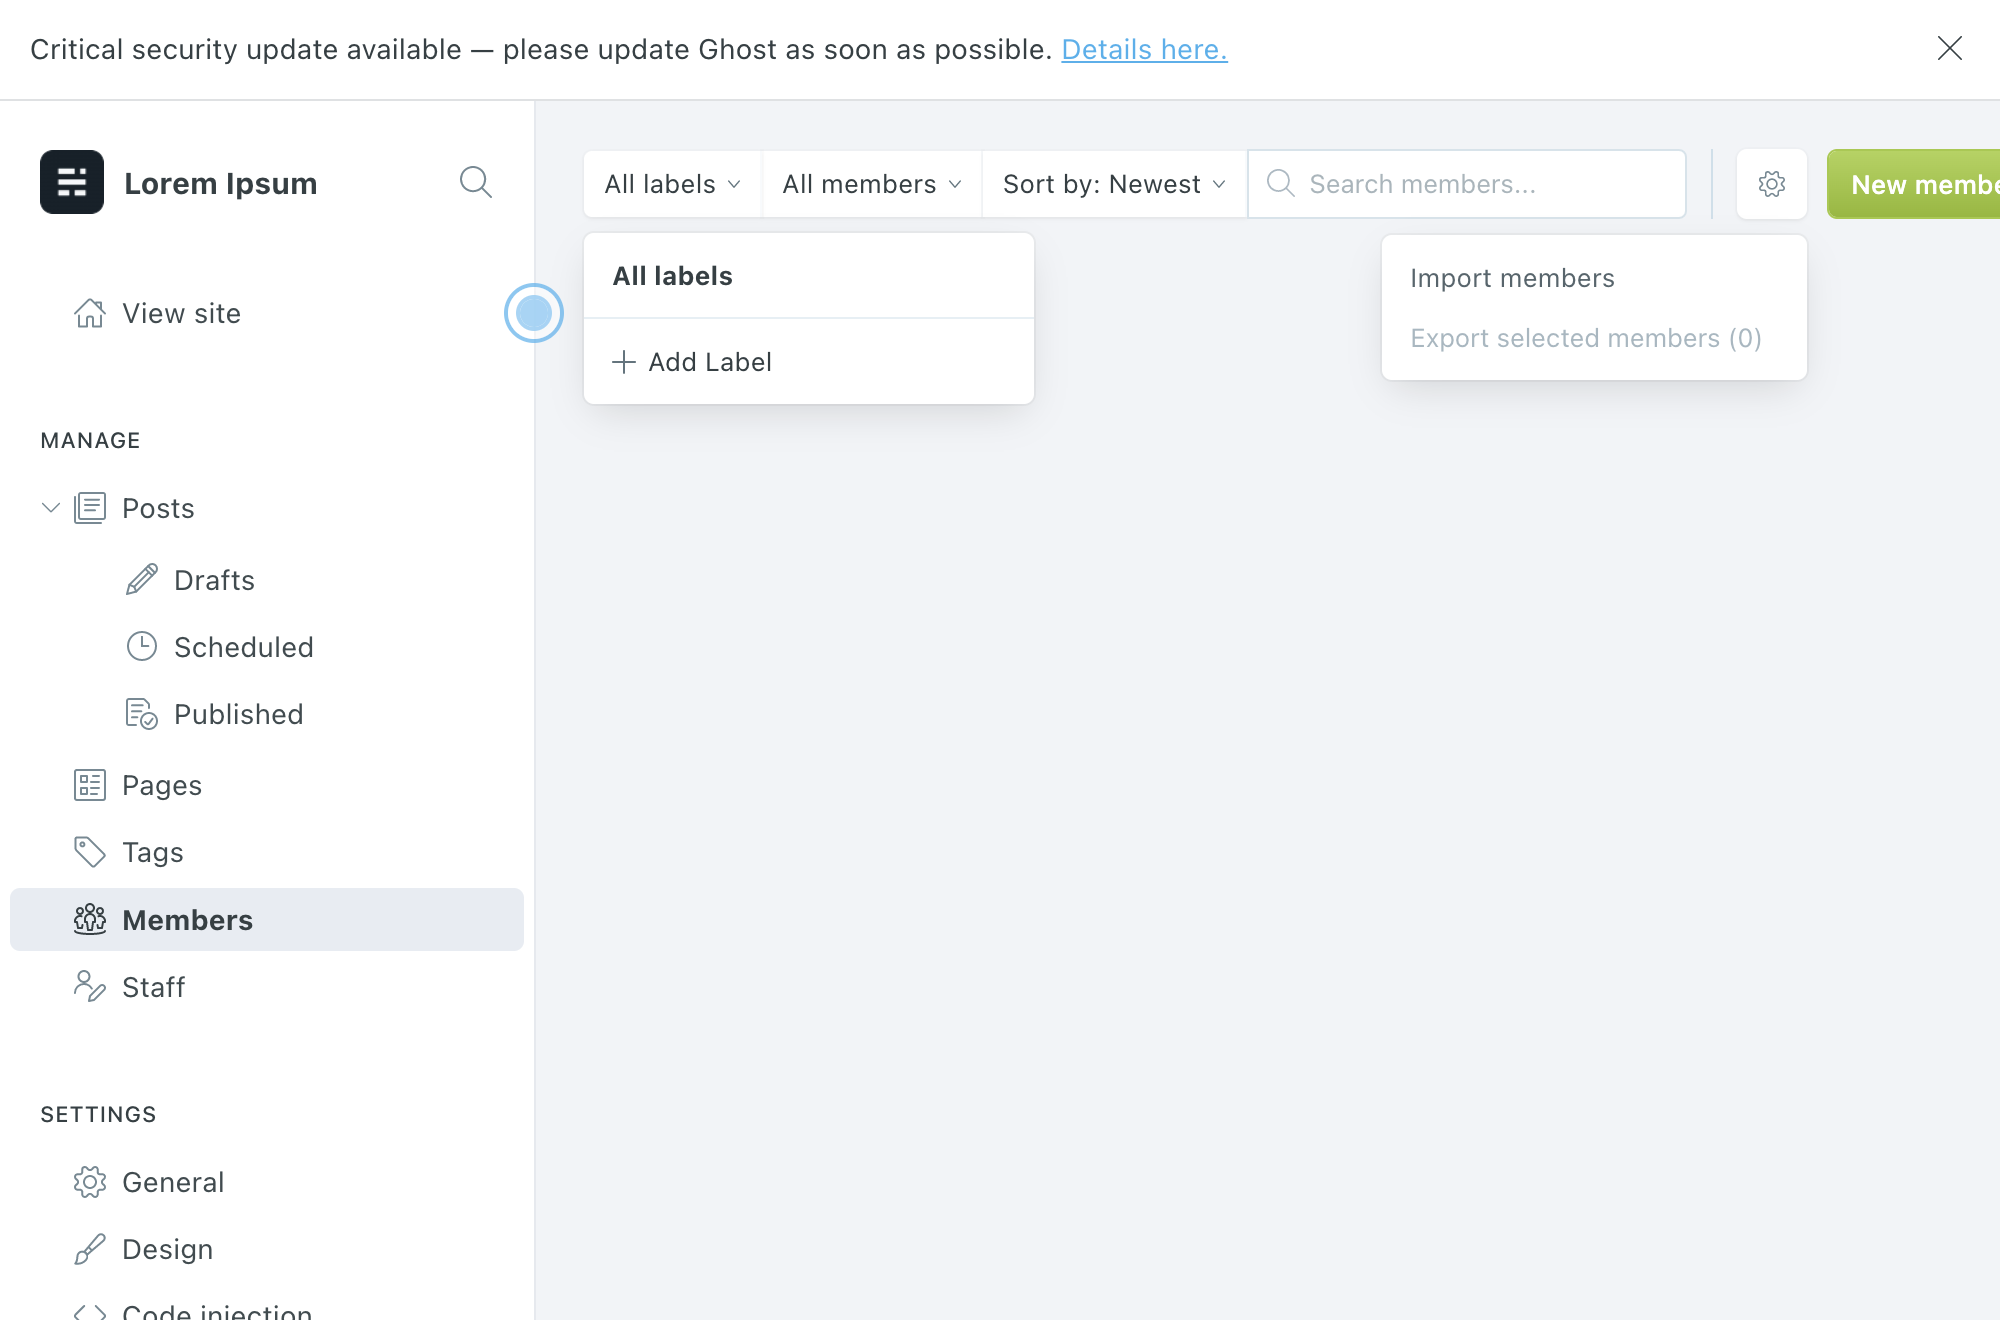 Critical security update available — please update Ghost as soon as possible. Details here.
Lorem Ipsum
View site
MANAGE
Posts
Drafts
Scheduled
Published
Pages
Tags
Members
Staff
SETTINGS
General
Design
Code injection
All labels
All members
Sort by: Newest
Search members...
New membe
All labels
Add Label
Import members
Export selected members (0)